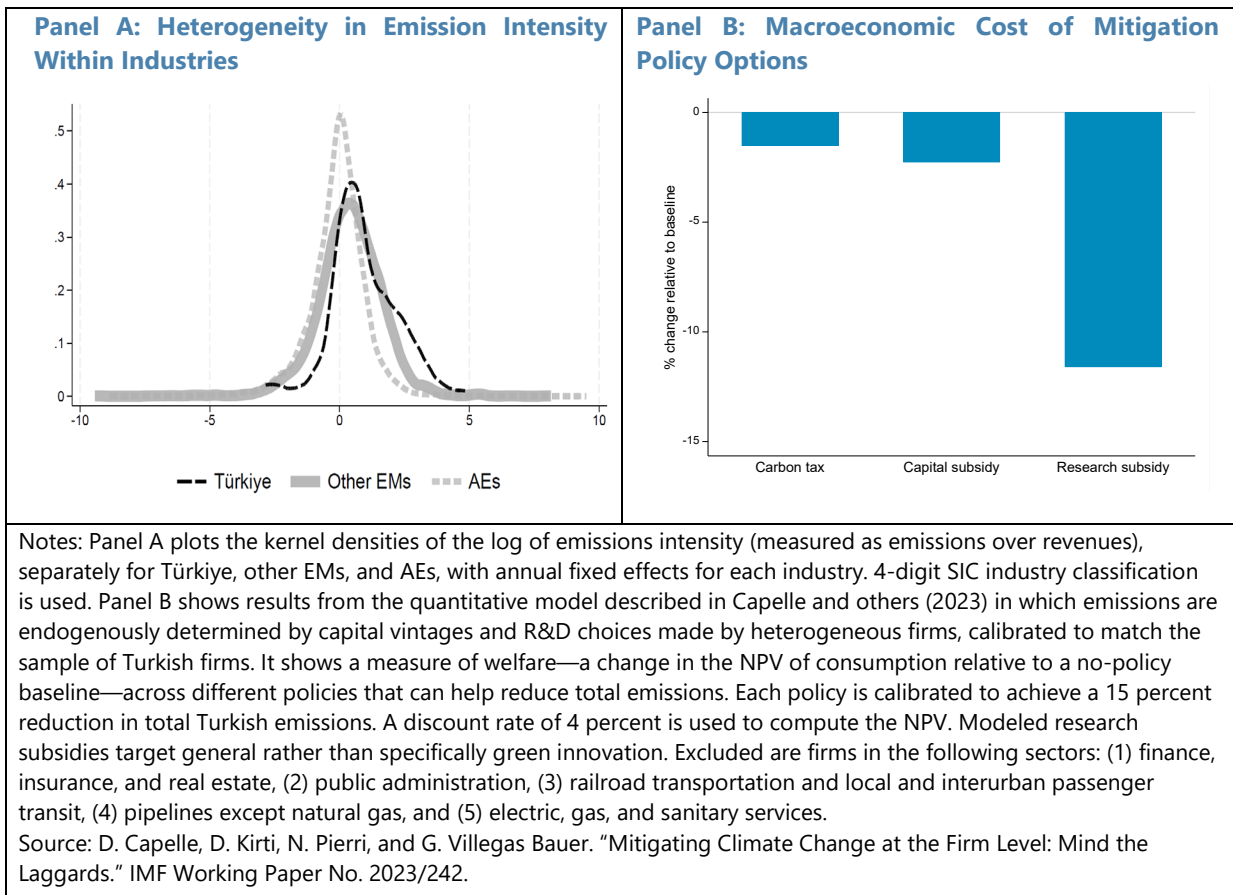 Panel A: Heterogeneity in Emission Intensity
Within Industries
.5
.4
.3
.2
.1
0
-10
-5
0
5
10
Türkiye
Other EMs
AEs
Panel B: Macroeconomic Cost of Mitigation
Policy Options
% change relative to baseline
0
-5
-10
-15
Carbon tax
Capital subsidy
Research subsidy
Notes: Panel A plots the kernel densities of the log of emissions intensity (measured as emissions over revenues),
separately for Türkiye, other EMs, and AEs, with annual fixed effects for each industry. 4-digit SIC industry classification
is used. Panel B shows results from the quantitative model described in Capelle and others (2023) in which emissions are
endogenously determined by capital vintages and R&D choices made by heterogeneous firms, calibrated to match the
sample of Turkish firms. It shows a measure of welfare—a change in the NPV of consumption relative to a no-policy
baseline—across different policies that can help reduce total emissions. Each policy is calibrated to achieve a 15 percent
reduction in total Turkish emissions. A discount rate of 4 percent is used to compute the NPV. Modeled research
subsidies target general rather than specifically green innovation. Excluded are firms in the following sectors: (1) finance,
insurance, and real estate, (2) public administration, (3) railroad transportation and local and interurban passenger
transit, (4) pipelines except natural gas, and (5) electric, gas, and sanitary services.
Source: D. Capelle, D. Kirti, N. Pierri, and G. Villegas Bauer. “Mitigating Climate Change at the Firm Level: Mind the
Laggards.” IMF Working Paper No. 2023/242.